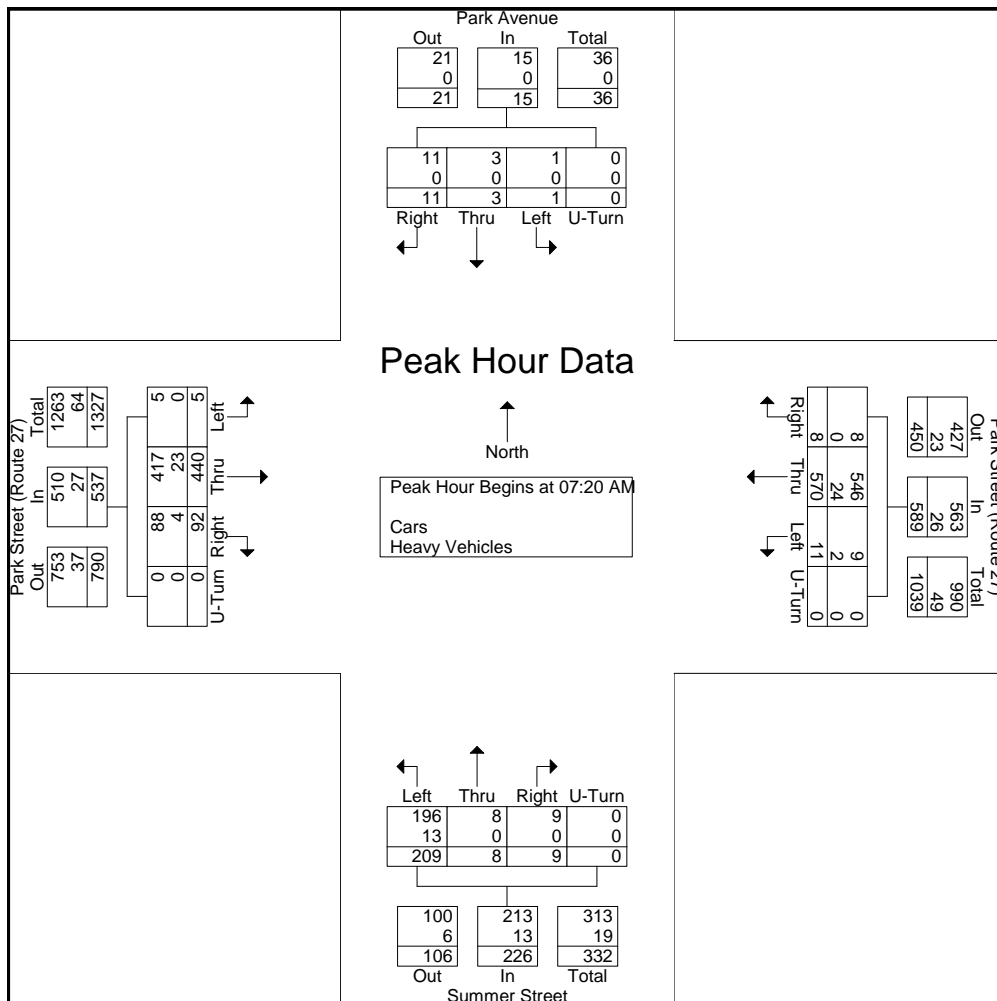 Park Avenue
Out In Total
21 15 36
0 0 0
21 15 36
11 3 1 0
0 0 0 0
11 3 1 0
Right Thru Left U-Turn
Peak Hour Data
North
Peak Hour Begins at 07:20 AM
Cars
Heavy Vehicles
Park Street (Route 27)
Out In Total
753 510 1263
37 27 64
790 537 1327
U-Turn Right Thru Left
0 88 417 5
0 4 23 0
0 92 440 5
Park Street (Route 27)
Out In Total
427 563 990
23 26 49
450 589 1039
Right Thru Left U-Turn
8 546 9 0
0 24 2 0
8 570 11 0
Left Thru Right U-Turn
196 8 9 0
13 0 0 0
209 8 9 0
100 213 313
6 13 19
106 226 332
Out In Total
Summer Street